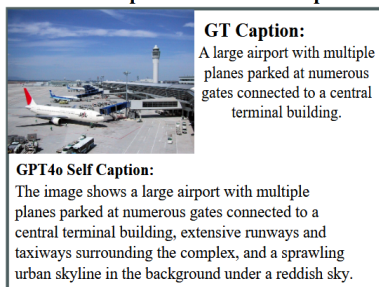 GT Caption:
A large airport with multiple
planes parked at numerous
gates connected to a central
terminal building.
GPT4o Self Caption:
The image shows a large airport with multiple
planes parked at numerous gates connected to a
central terminal building, extensive runways and
taxiways surrounding the complex, and a sprawling
urban skyline in the background under a reddish sky.